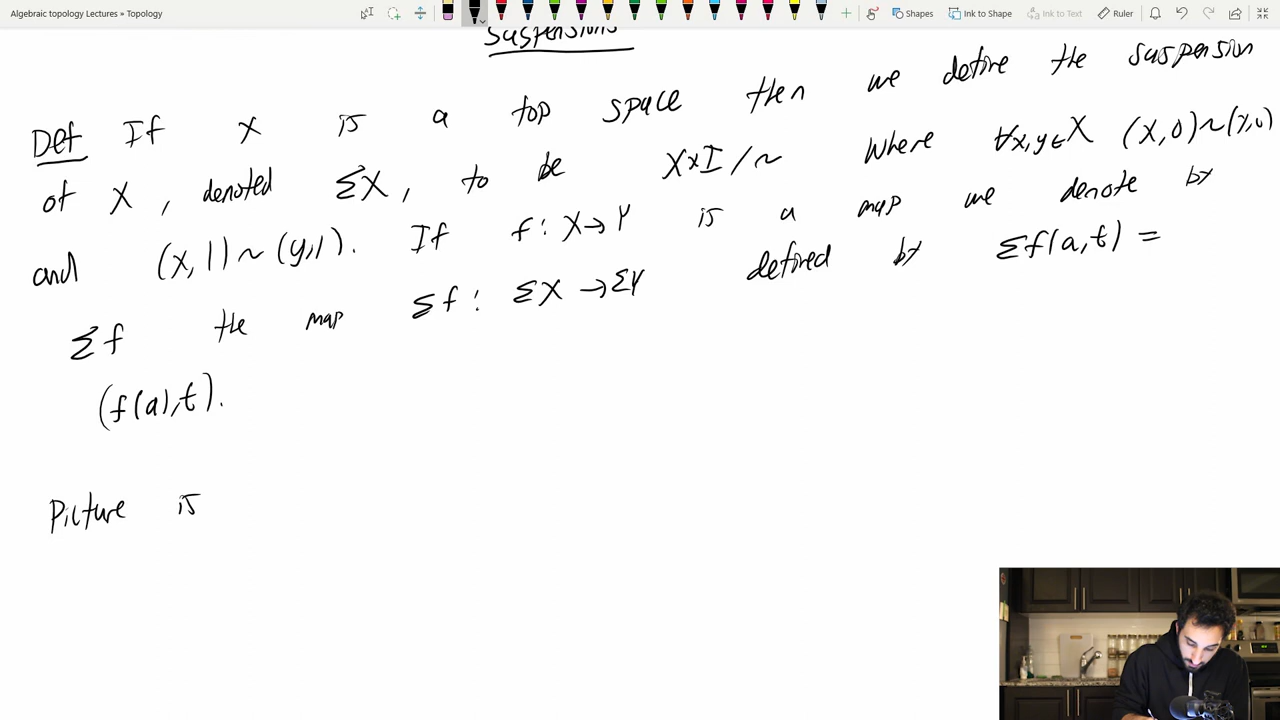 Algebraic topology Lectures » Topology
Shapes Ink to Shape Ink to Text Ruler
Suspensions
Def If X is a top space then we define the suspension
of X, denoted ΣX, to be X×I/~ where ∀x,y∈X (x,0)~(y,0)
and (x,1)~(y,1). If f: X→Y is a map we denote by
Σf the map Σf: ΣX→ΣY defined by Σf(a,t) =
(f(a),t).
Picture is